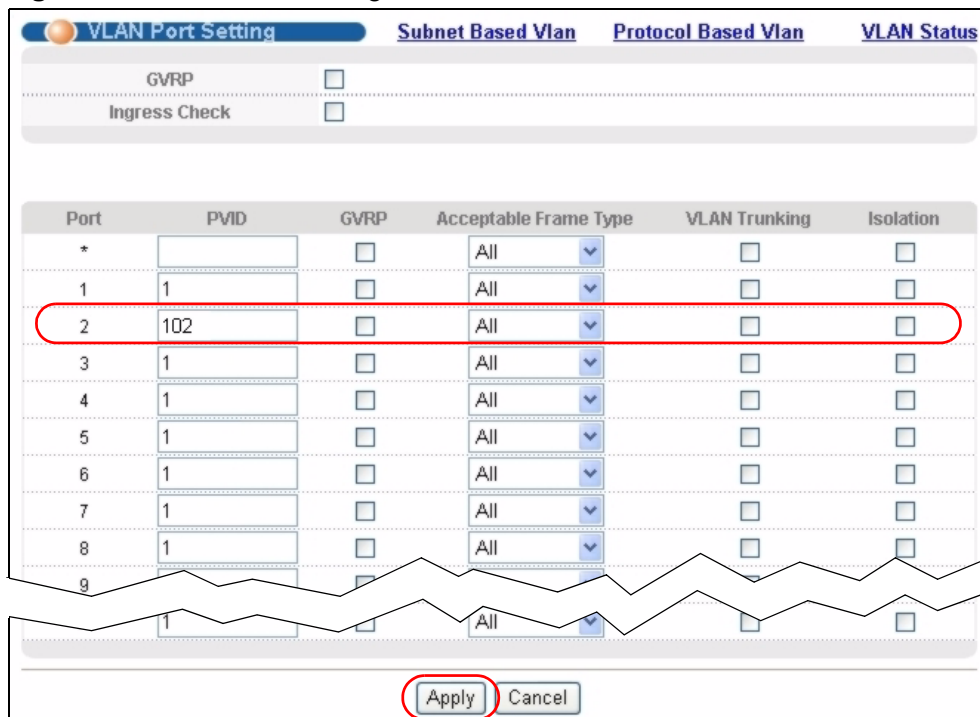 VLAN Port Setting Subnet Based Vlan Protocol Based Vlan VLAN Status
GVRP
Ingress Check
Port PVID GVRP Acceptable Frame Type VLAN Trunking Isolation
* All
1 1 All
2 102 All
3 1 All
4 1 All
5 1 All
6 1 All
7 1 All
8 1 All
9
1 All
Apply Cancel